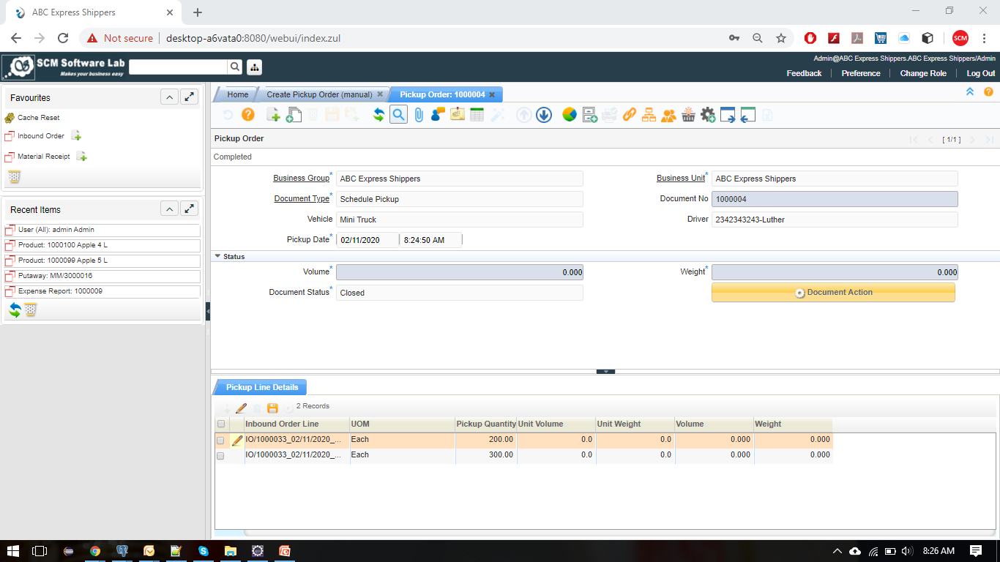 ABC Express Shippers
Not secure | desktop-a6vata0:8080/webui/index.zul
SCM
SCM Software Lab
Makes your business easy
Admin@ABC Express Shippers.ABC Express Shippers/Admin
Feedback
Preference
Change Role
Log Out
Favourites
Cache Reset
Inbound Order
Material Receipt
Recent Items
User (All): admin Admin
Product: 1000100 Apple 4 L
Product: 1000099 Apple 5 L
Putaway: MM/3000016
Expense Report: 1000009
Home
Create Pickup Order (manual)
Pickup Order: 1000004
Pickup Order
[ 1/1 ]
Completed
Business Group* ABC Express Shippers
Business Unit* ABC Express Shippers
Document Type* Schedule Pickup
Document No 1000004
Vehicle Mini Truck
Driver 2342343243-Luther
Pickup Date* 02/11/2020 8:24:50 AM
Status
Volume* 0.000
Weight* 0.000
Document Status* Closed
Document Action
Pickup Line Details
2 Records
Inbound Order Line UOM Pickup Quantity Unit Volume Unit Weight Volume Weight
IO/1000033_02/11/2020_... Each 200.00 0.0 0.0 0.000 0.000
IO/1000033_02/11/2020_... Each 300.00 0.0 0.0 0.000 0.000
8:26 AM